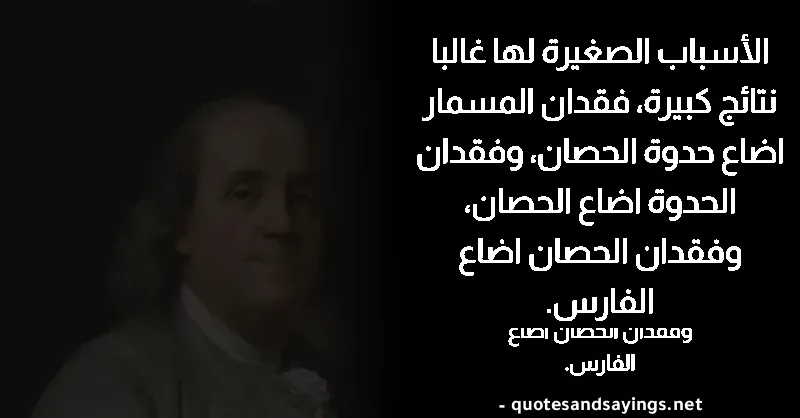 الأسباب الصغيرة لها غالبا
نتائج كبيرة، فقدان المسمار
اضاع حدوة الحصان، وفقدان
الحدوة اضاع الحصان،
وفقدان الحصان اضاع
الفارس.
وفقدان الحصان اضاع
الفارس.
- quotesandsayings.net